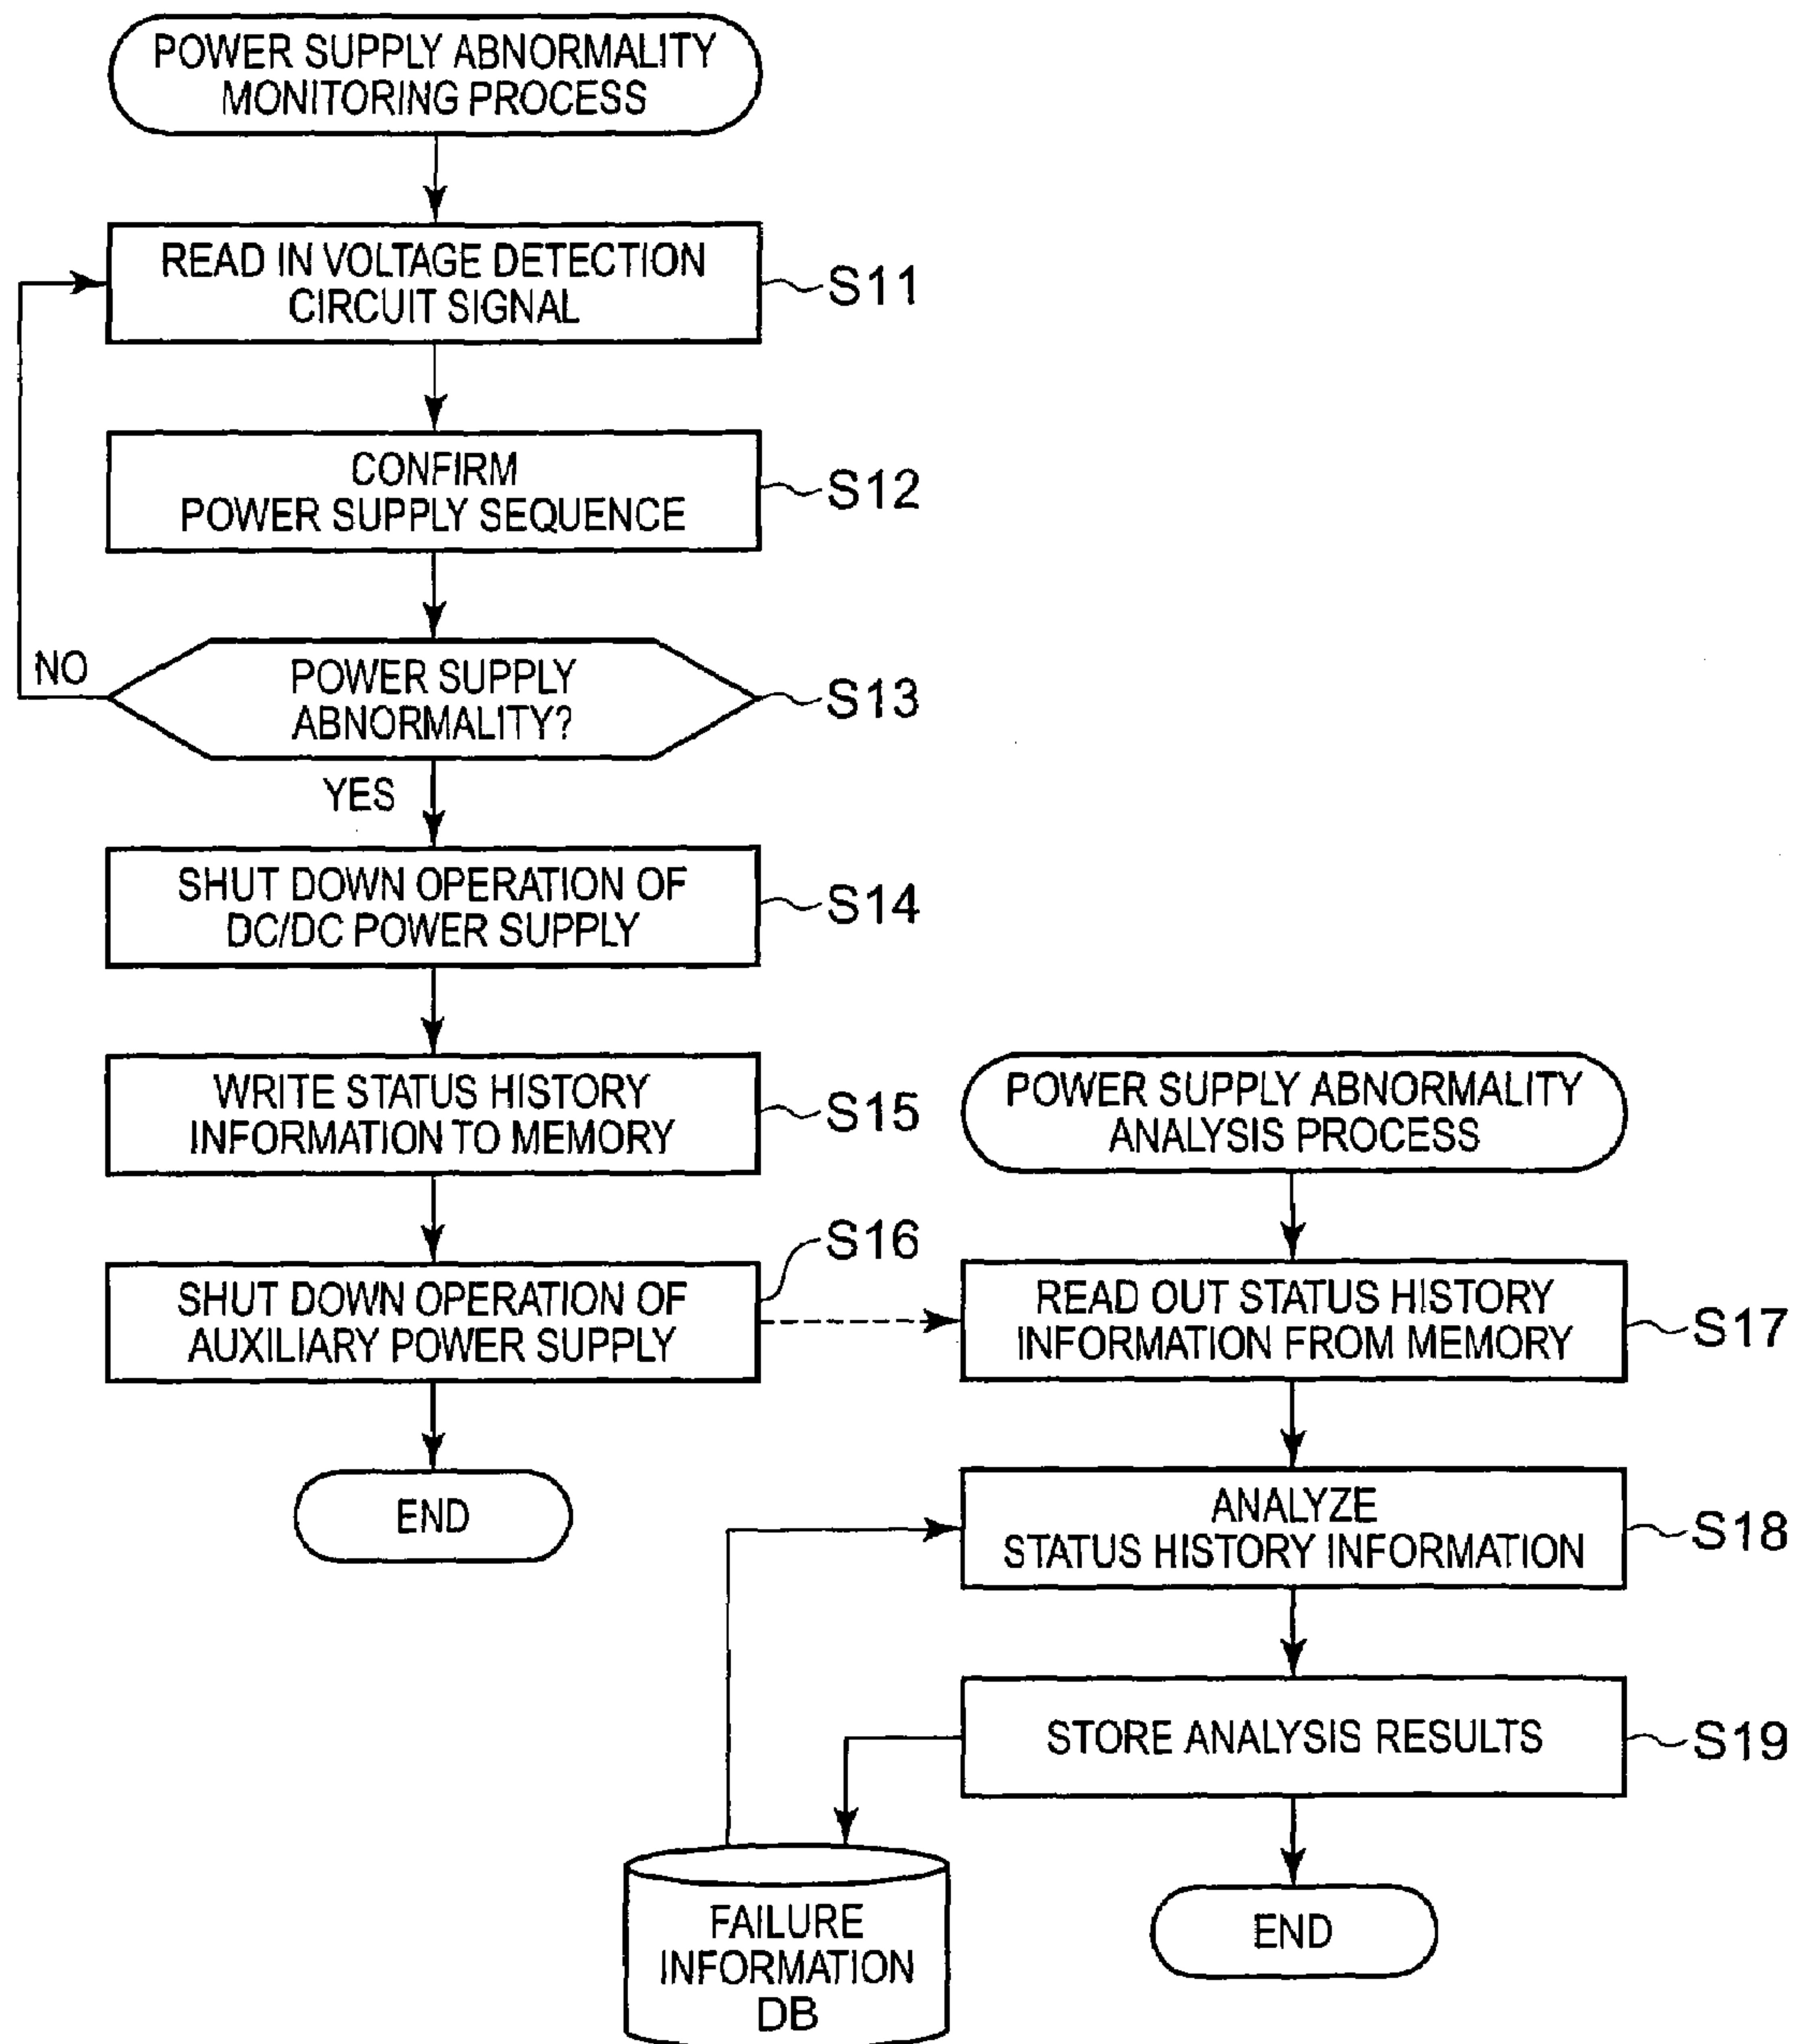 POWER SUPPLY ABNORMALITY
MONITORING PROCESS
READ IN VOLTAGE DETECTION
CIRCUIT SIGNAL
S11
CONFIRM
POWER SUPPLY SEQUENCE
S12
NO
POWER SUPPLY
ABNORMALITY?
S13
YES
SHUT DOWN OPERATION OF
DC/DC POWER SUPPLY
S14
WRITE STATUS HISTORY
INFORMATION TO MEMORY
S15
SHUT DOWN OPERATION OF
AUXILIARY POWER SUPPLY
S16
END
POWER SUPPLY ABNORMALITY
ANALYSIS PROCESS
READ OUT STATUS HISTORY
INFORMATION FROM MEMORY
S17
ANALYZE
STATUS HISTORY INFORMATION
S18
STORE ANALYSIS RESULTS
S19
FAILURE
INFORMATION
DB
END